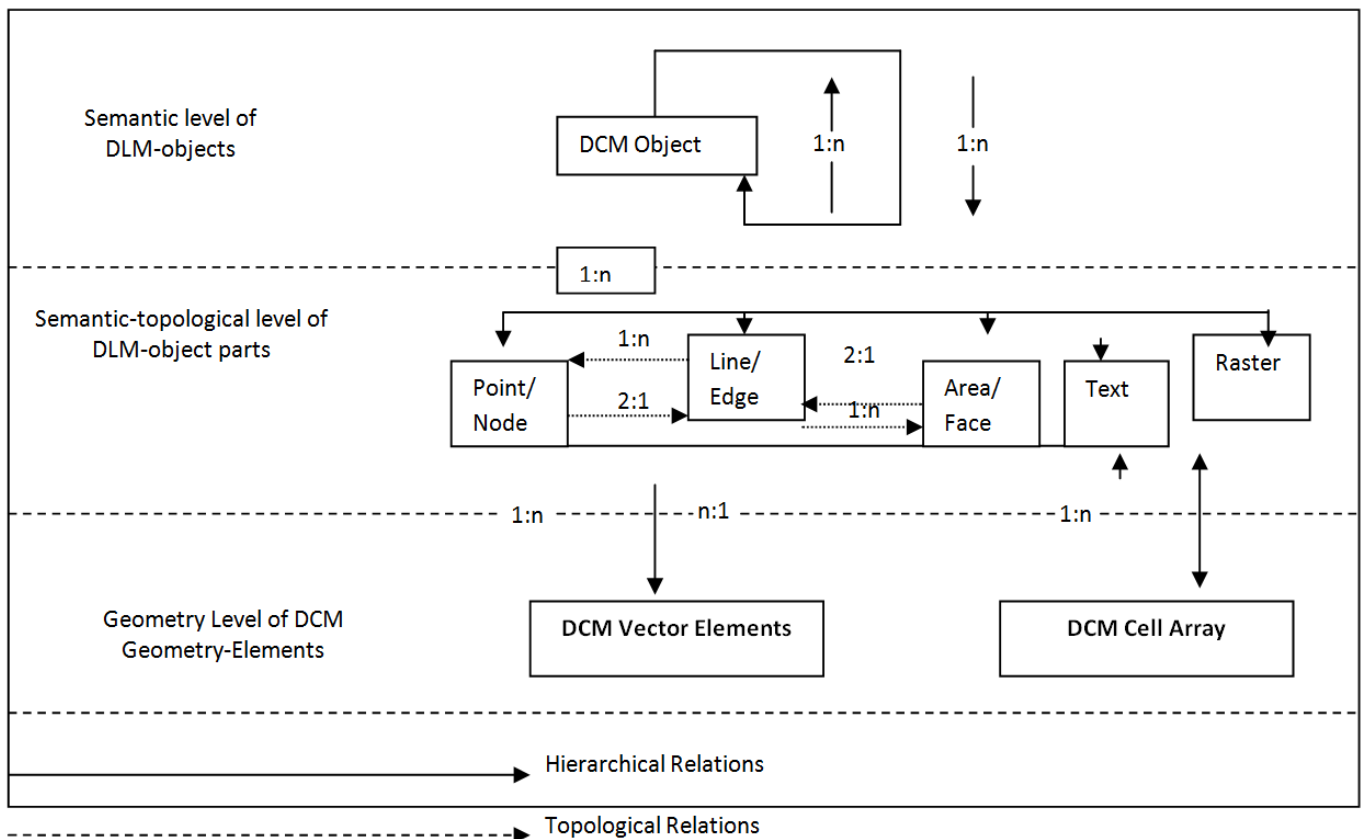 Semantic level of
DLM-objects
DCM Object
1:n
1:n
1:n
Semantic-topological level of
DLM-object parts
1:n
2:1
Point/
Node
2:1
Line/
Edge
1:n
Area/
Face
Text
Raster
1:n
n:1
1:n
Geometry Level of DCM
Geometry-Elements
DCM Vector Elements
DCM Cell Array
Hierarchical Relations
Topological Relations